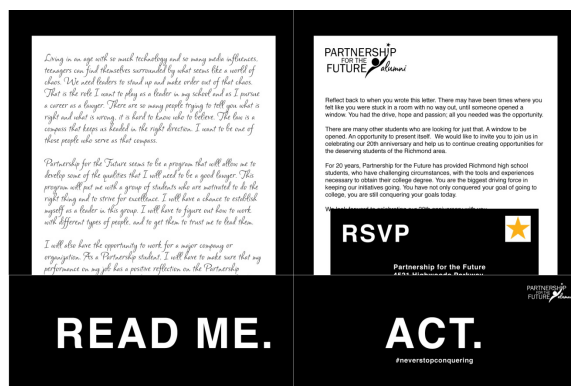 Living in an age with so much technology and so many media influences,
teenagers can find themselves surrounded by what seems like a world of
chaos. We need leaders to stand up and make order out of that chaos.
That is the role I want to play as a leader in my school and as I pursue
a career as a lawyer. There are so many people trying to tell you what is
right and what is wrong, it is hard to know who to believe. The law is a
compass that keeps us headed in the right direction. I want to be one of
those people who serve as that compass.
Partnership for the Future seems to be a program that will allow me to
develop some of the qualities that I will need to be a good lawyer. This
program will put me with a group of students who are motivated to do the
right thing and to strive for excellence. I will have a chance to establish
myself as a leader in this group. I will have to figure out how to work
with different types of people, and to get them to trust me to lead them.
I will also have the opportunity to work for a major company or
organization. As a Partnership student, I will have to make sure that my
performance on my job has a positive reflection on the Partnership
READ ME.
PARTNERSHIP
FOR THE
FUTURE alumni
Reflect back to when you wrote this letter. There may have been times where you
felt like you were stuck in a room with no way out, until someone opened a
window. You had the drive, hope and passion; all you needed was the opportunity.
There are many other students who are looking for just that. A window to be
opened. An opportunity to present itself. We would like to invite you to join us in
celebrating our 20th anniversary and help us to continue creating opportunities for
the deserving students of the Richmond area.
For 20 years, Partnership for the Future has provided Richmond high school
students, who have challenging circumstances, with the tools and experiences
necessary to obtain their college degree. You are the biggest driving force in
keeping our initiatives going. You have not only conquered your goal of going to
college, you are still conquering your goals today.
We look forward to celebrating our 20th anniversary with you
RSVP
Partnership for the Future
4521 Highwoods Parkway
PARTNERSHIP
FOR THE
FUTURE alumni
ACT.
#neverstopconquering